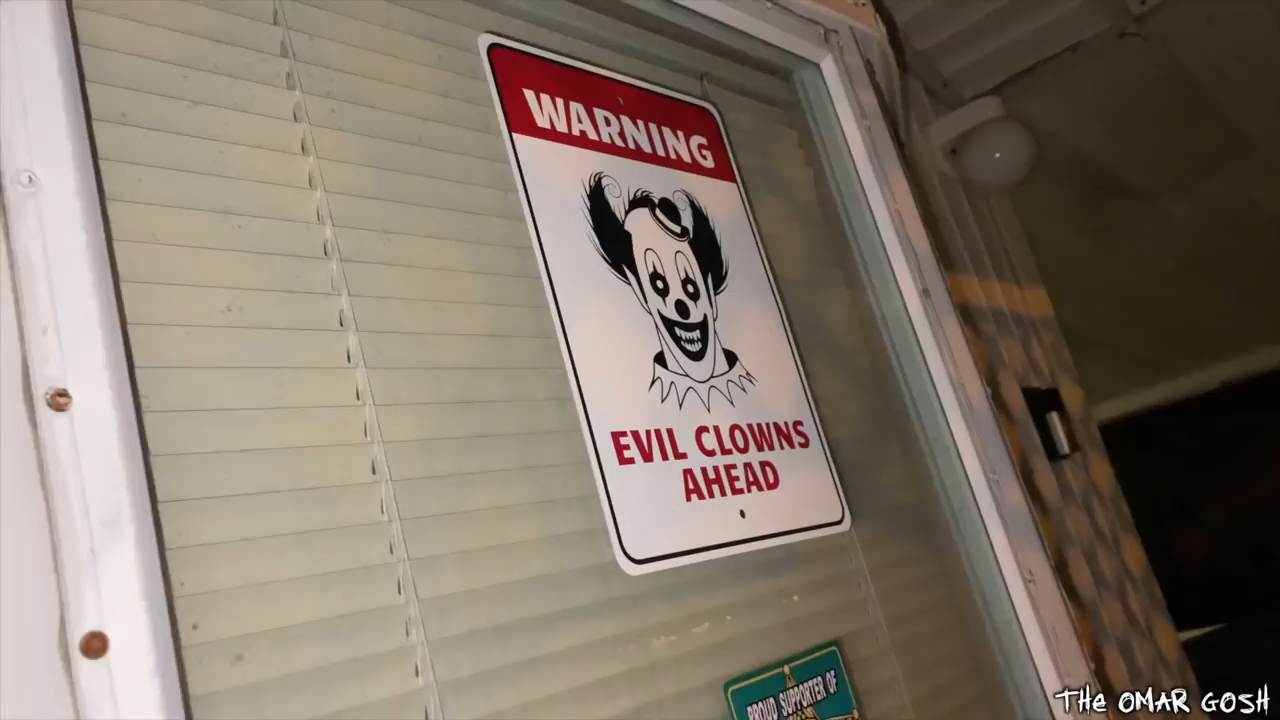 WARNING
EVIL CLOWNS
AHEAD
PROUD SUPPORTER OF
THE OMAR GOSH